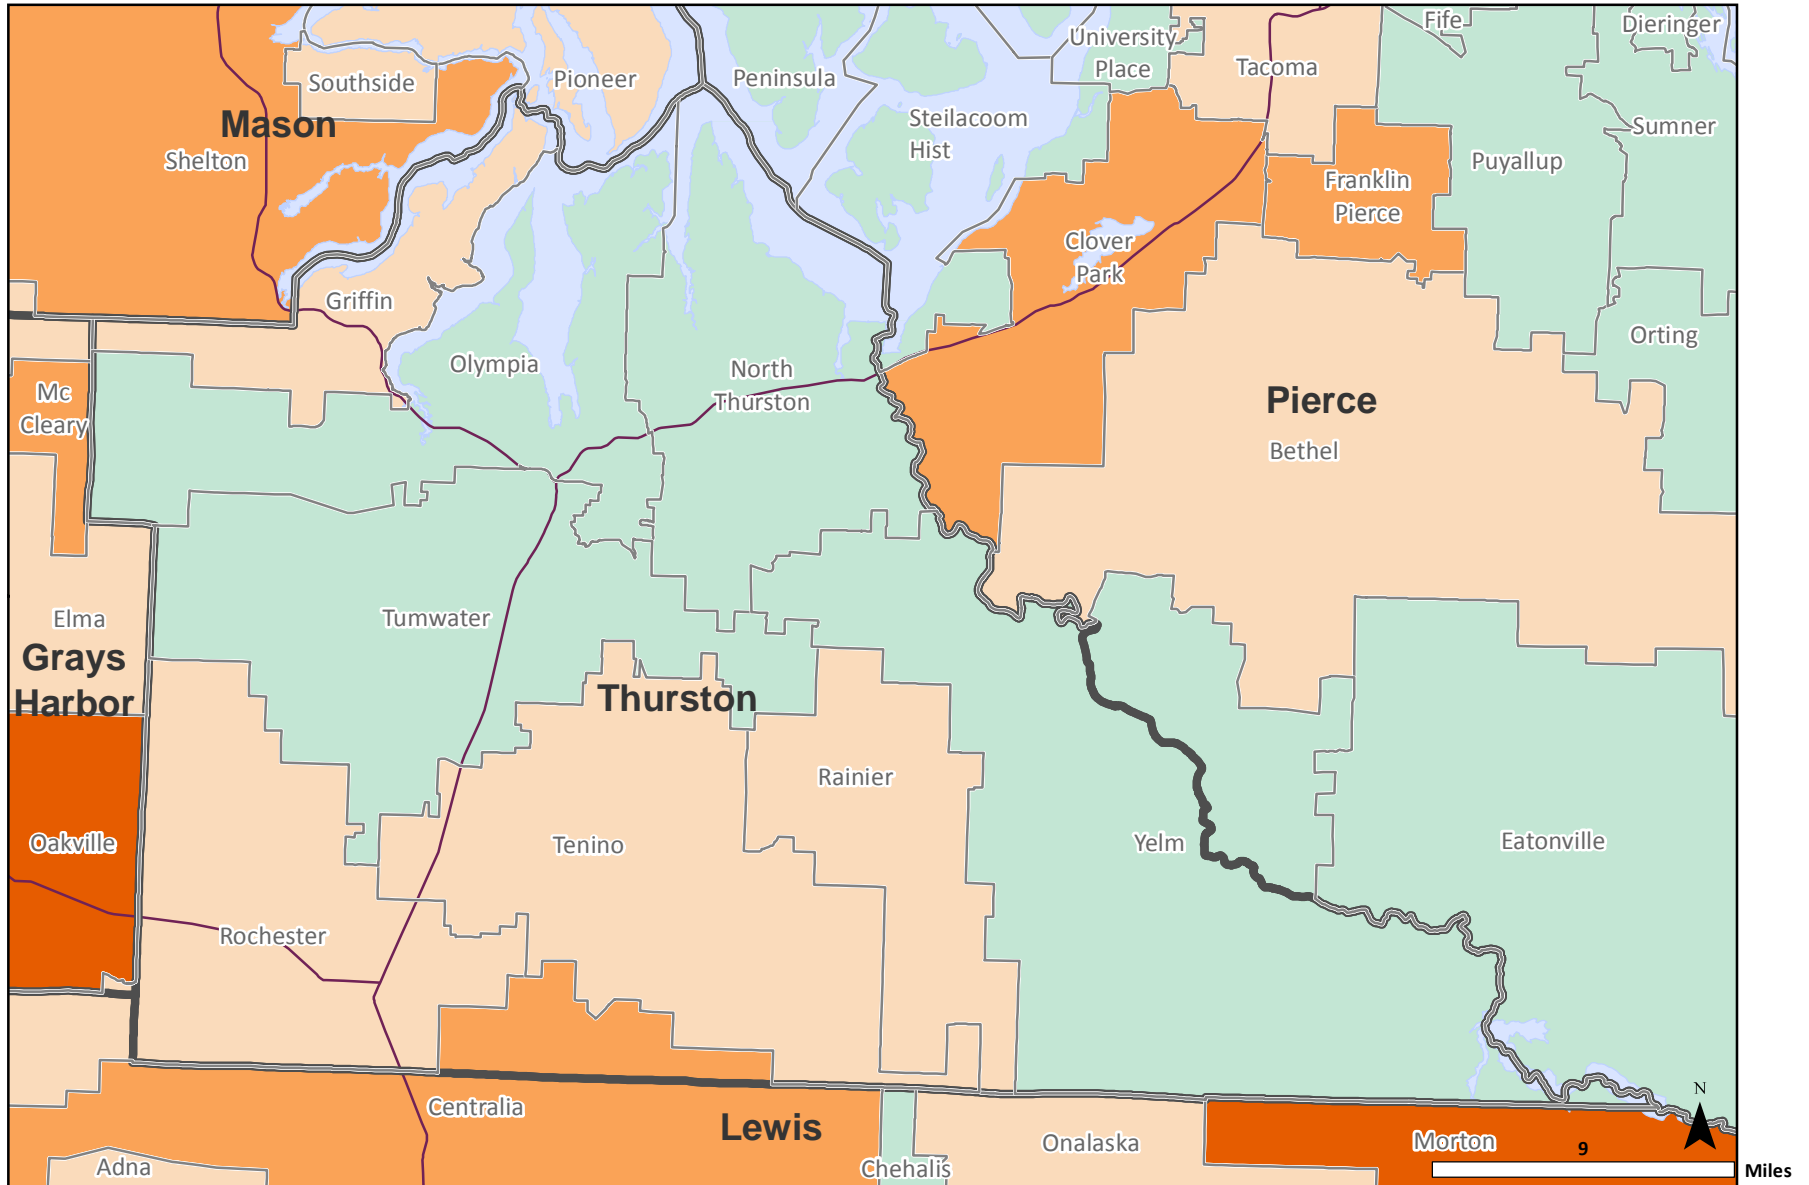 Fife
Dieringer
University
Place
Tacoma
Southside
Pioneer
Peninsula
Steilacoom
Hist
Mason
Shelton
Sumner
Puyallup
Franklin
Pierce
Clover
Park
Griffin
Orting
Olympia
North
Thurston
Mc
Cleary
Pierce
Bethel
Elma
Tumwater
Grays
Harbor
Thurston
Rainier
Oakville
Tenino
Yelm
Eatonville
Rochester
Centralia
Lewis
Onalaska
Morton
Adna
Chehalis
N
9
Miles